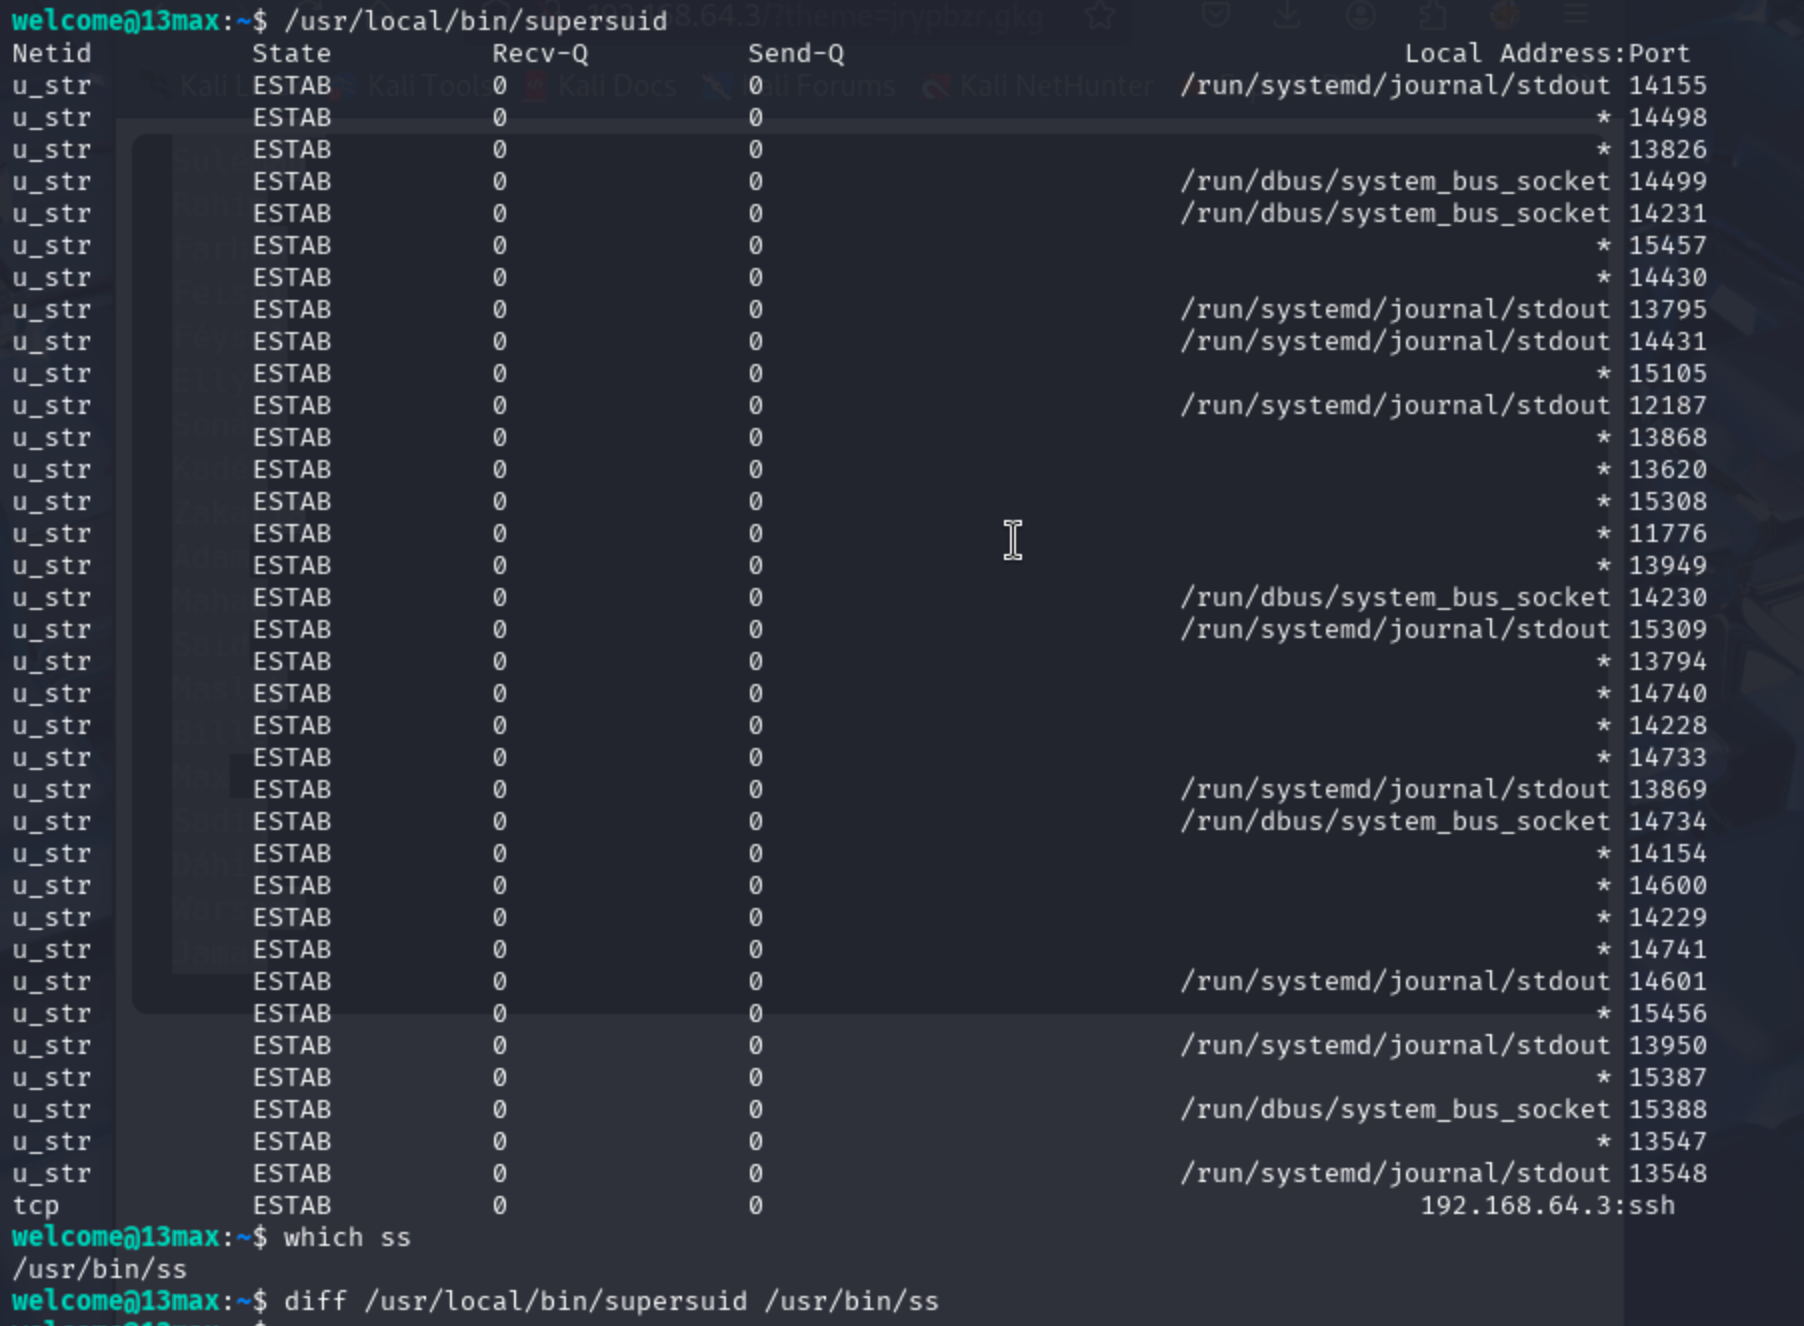 welcome@13max:~$ /usr/local/bin/supersuid
Netid State Recv-Q Send-Q Local Address:Port
u_str ESTAB 0 0 /run/systemd/journal/stdout 14155
u_str ESTAB 0 0 * 14498
u_str ESTAB 0 0 * 13826
u_str ESTAB 0 0 /run/dbus/system_bus_socket 14499
u_str ESTAB 0 0 /run/dbus/system_bus_socket 14231
u_str ESTAB 0 0 * 15457
u_str ESTAB 0 0 * 14430
u_str ESTAB 0 0 /run/systemd/journal/stdout 13795
u_str ESTAB 0 0 /run/systemd/journal/stdout 14431
u_str ESTAB 0 0 * 15105
u_str ESTAB 0 0 /run/systemd/journal/stdout 12187
u_str ESTAB 0 0 * 13868
u_str ESTAB 0 0 * 13620
u_str ESTAB 0 0 * 15308
u_str ESTAB 0 0 * 11776
u_str ESTAB 0 0 * 13949
u_str ESTAB 0 0 /run/dbus/system_bus_socket 14230
u_str ESTAB 0 0 /run/systemd/journal/stdout 15309
u_str ESTAB 0 0 * 13794
u_str ESTAB 0 0 * 14740
u_str ESTAB 0 0 * 14228
u_str ESTAB 0 0 * 14733
u_str ESTAB 0 0 /run/systemd/journal/stdout 13869
u_str ESTAB 0 0 /run/dbus/system_bus_socket 14734
u_str ESTAB 0 0 * 14154
u_str ESTAB 0 0 * 14600
u_str ESTAB 0 0 * 14229
u_str ESTAB 0 0 * 14741
u_str ESTAB 0 0 /run/systemd/journal/stdout 14601
u_str ESTAB 0 0 * 15456
u_str ESTAB 0 0 /run/systemd/journal/stdout 13950
u_str ESTAB 0 0 * 15387
u_str ESTAB 0 0 /run/dbus/system_bus_socket 15388
u_str ESTAB 0 0 * 13547
u_str ESTAB 0 0 /run/systemd/journal/stdout 13548
tcp ESTAB 0 0 192.168.64.3:ssh
welcome@13max:~$ which ss
/usr/bin/ss
welcome@13max:~$ diff /usr/local/bin/supersuid /usr/bin/ss